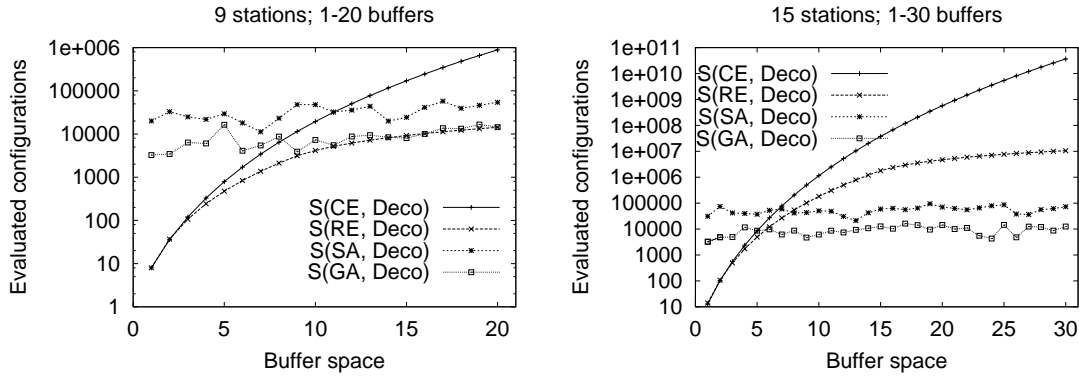 9 stations; 1-20 buffers
Evaluated configurations
1e+006
100000
10000
1000
100
10
1
S(CE, Deco)
S(RE, Deco)
S(SA, Deco)
S(GA, Deco)
0 5 10 15 20
Buffer space
15 stations; 1-30 buffers
Evaluated configurations
1e+011
1e+010
1e+009
1e+008
1e+007
1e+006
100000
10000
1000
100
10
S(CE, Deco)
S(RE, Deco)
S(SA, Deco)
S(GA, Deco)
0 5 10 15 20 25 30
Buffer space